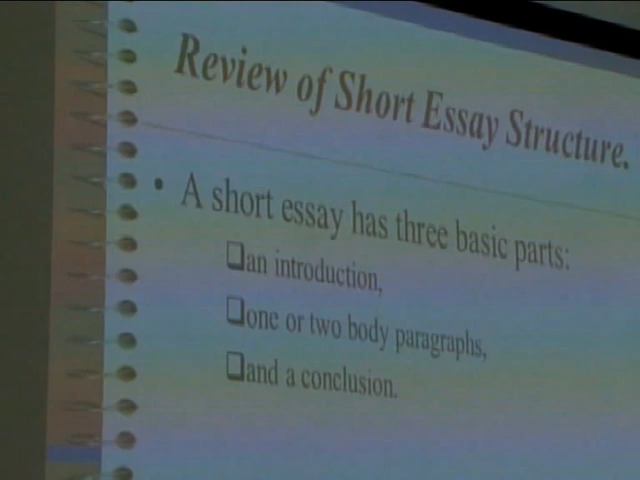 Review of Short Essay Structure.
• A short essay has three basic parts:
❑an introduction,
❑one or two body paragraphs,
❑and a conclusion.